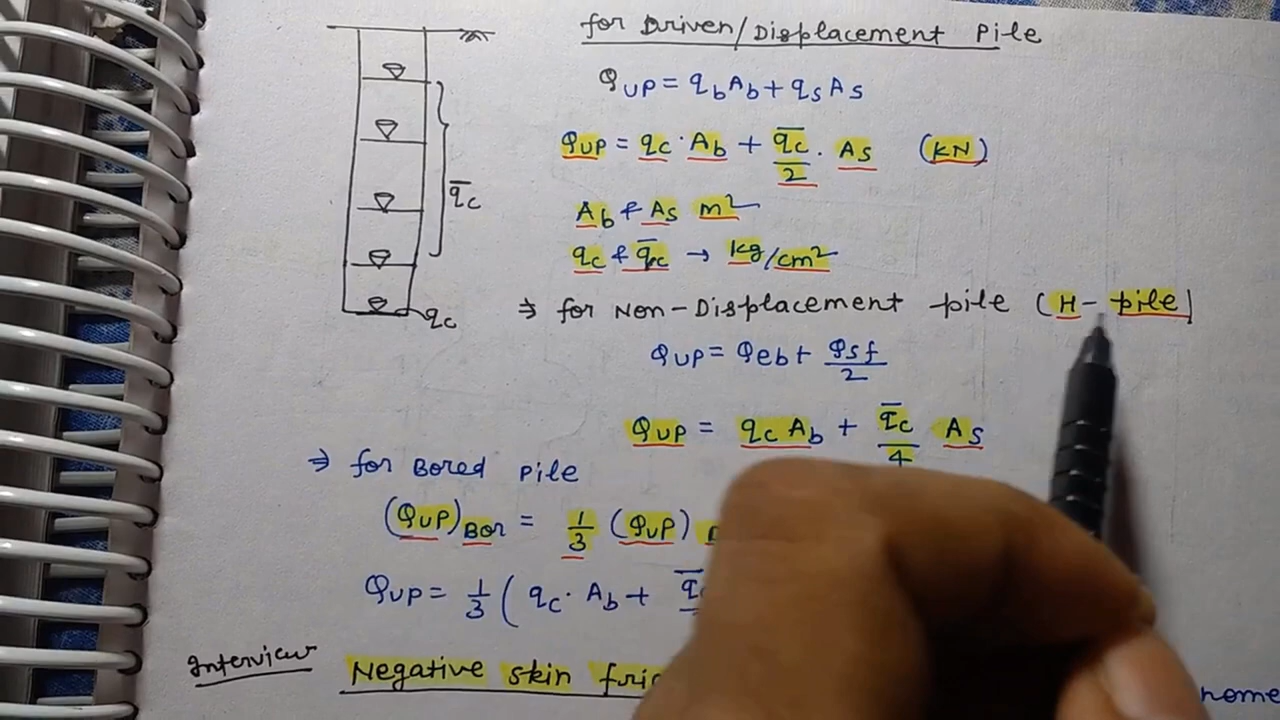 for Driven/Displacement Pile
QUP = qbAb + qsAs
QUP = qc · Ab + q̅c/2 · As (KN)
Ab & As m²
q̅c
qc & q̅c → kg/cm²
qc
⇒ for Non-Displacement pile (H-pile)
QUP = Qeb + Qsf/2
QUP = qc Ab + q̅c/4 As
⇒ for Bored Pile
(QUP)Bor = 1/3 (QUP)
QUP = 1/3 ( qc · Ab +
Interview
Negative skin